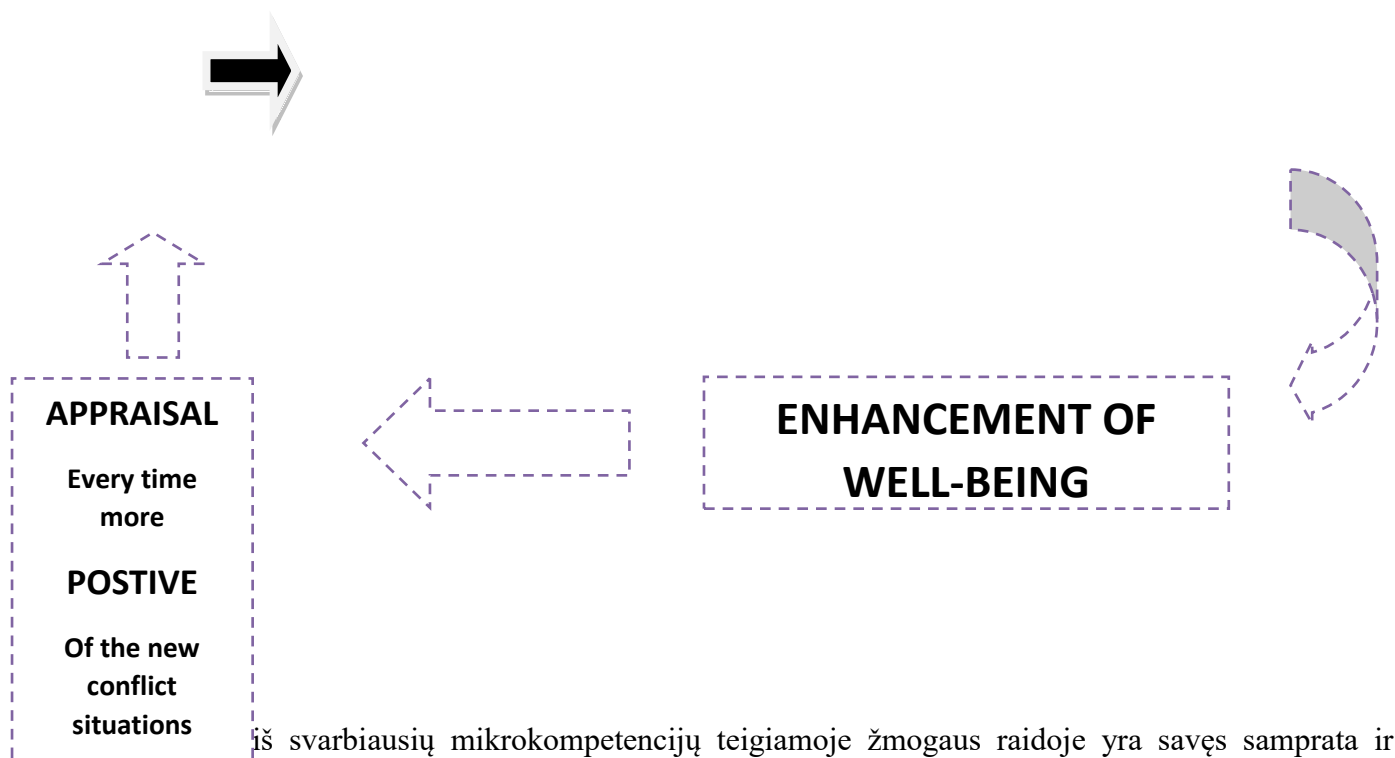 APPRAISAL
Every time
more
POSTIVE
Of the new
conflict
situations
ENHANCEMENT OF
WELL-BEING
iš svarbiausių mikrokompetencijų teigiamoje žmogaus raidoje yra savęs samprata ir